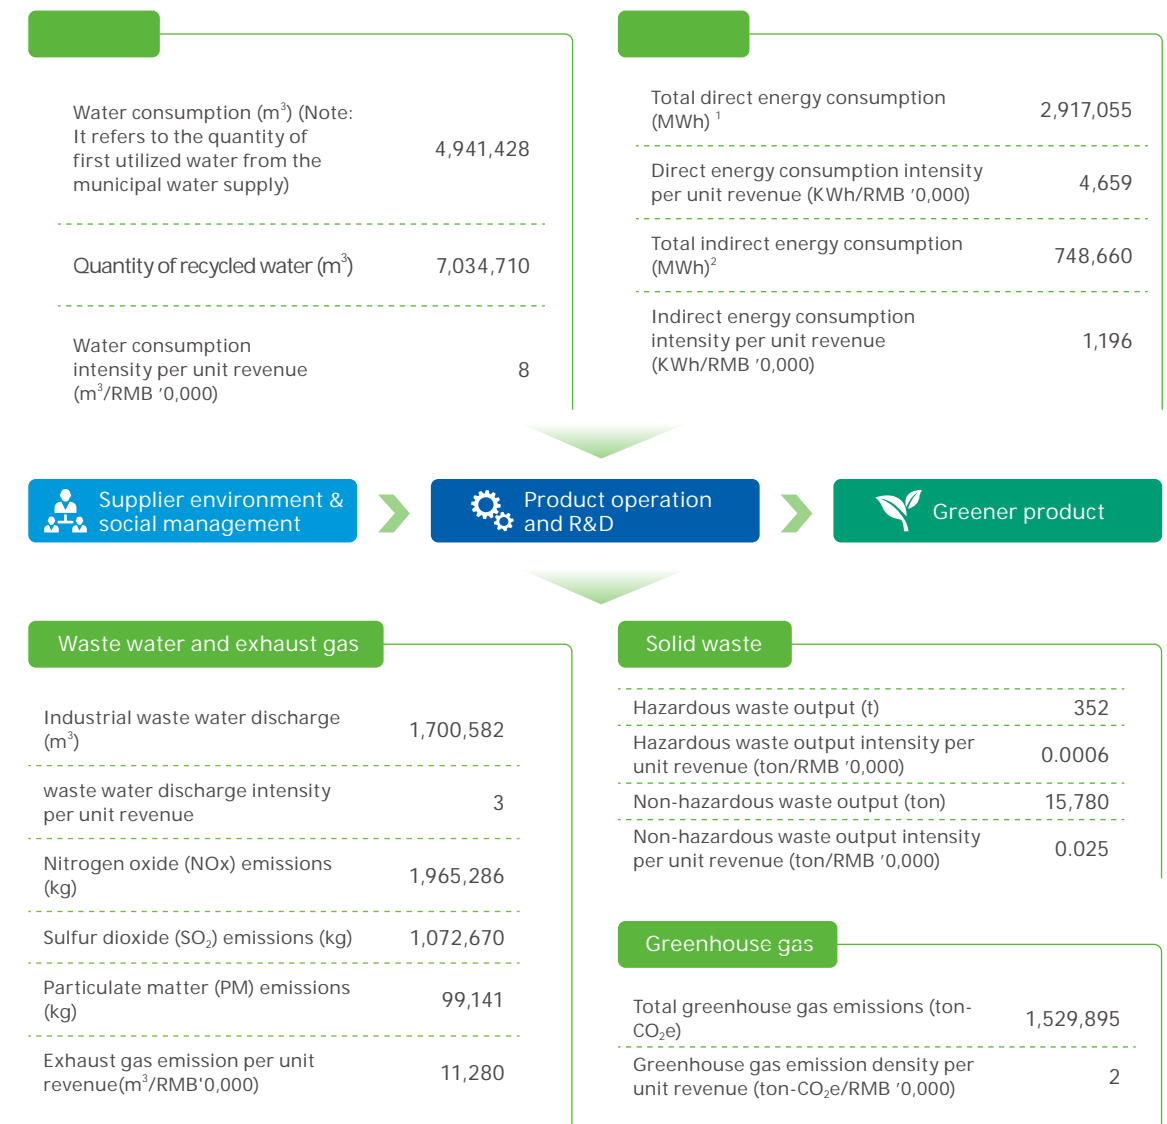 Water consumption (m³) (Note:
It refers to the quantity of
first utilized water from the
municipal water supply)
4,941,428
Quantity of recycled water (m³)
7,034,710
Water consumption
intensity per unit revenue
(m³/RMB ′0,000)
8
Total direct energy consumption
(MWh) ¹
2,917,055
Direct energy consumption intensity
per unit revenue (KWh/RMB ′0,000)
4,659
Total indirect energy consumption
(MWh)²
748,660
Indirect energy consumption
intensity per unit revenue
(KWh/RMB ′0,000)
1,196
Supplier environment &
social management
Product operation
and R&D
Greener product
Waste water and exhaust gas
Industrial waste water discharge
(m³)
1,700,582
waste water discharge intensity
per unit revenue
3
Nitrogen oxide (NOx) emissions
(kg)
1,965,286
Sulfur dioxide (SO₂) emissions (kg)
1,072,670
Particulate matter (PM) emissions
(kg)
99,141
Exhaust gas emission per unit
revenue(m³/RMB'0,000)
11,280
Solid waste
Hazardous waste output (t)
352
Hazardous waste output intensity per
unit revenue (ton/RMB ′0,000)
0.0006
Non-hazardous waste output (ton)
15,780
Non-hazardous waste output intensity
per unit revenue (ton/RMB ′0,000)
0.025
Greenhouse gas
Total greenhouse gas emissions (ton-
CO₂e)
1,529,895
Greenhouse gas emission density per
unit revenue (ton-CO₂e/RMB ′0,000)
2